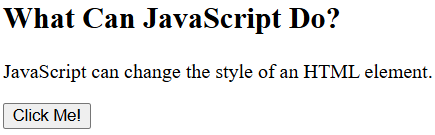 What Can JavaScript Do?
JavaScript can change the style of an HTML element.
Click Me!